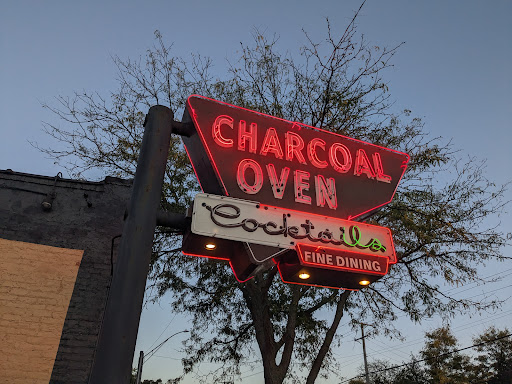 CHARCOAL
OVEN
Cocktails
FINE DINING